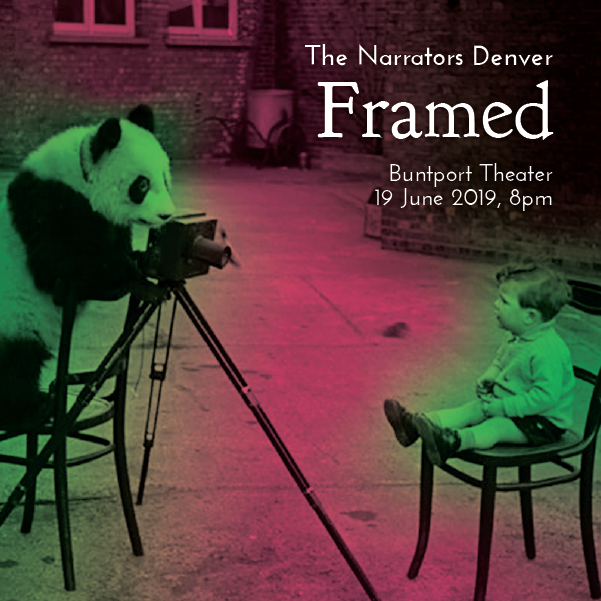 The Narrators Denver
Framed
Buntport Theater
19 June 2019, 8pm